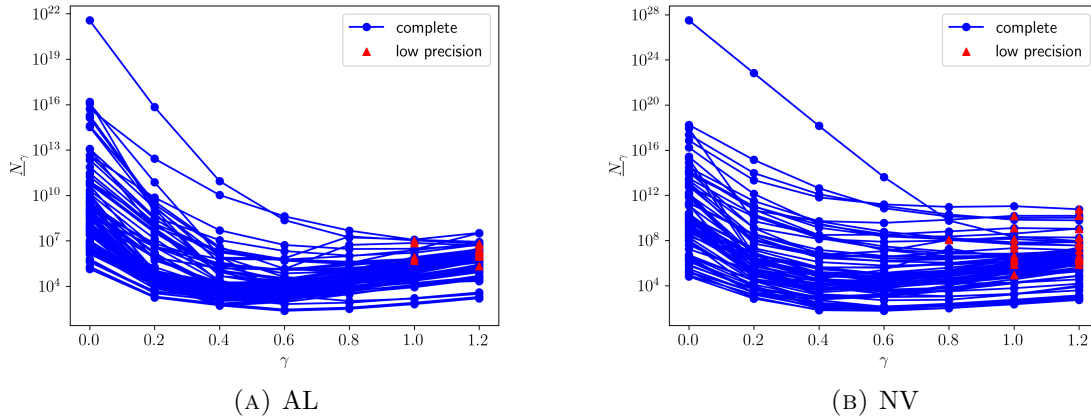 10^22
10^19
10^16
10^13
10^10
10^7
10^4
N_γ
0.0 0.2 0.4 0.6 0.8 1.0 1.2
γ
complete
low precision
(A) AL
10^28
10^24
10^20
10^16
10^12
10^8
10^4
N_γ
0.0 0.2 0.4 0.6 0.8 1.0 1.2
γ
complete
low precision
(B) NV